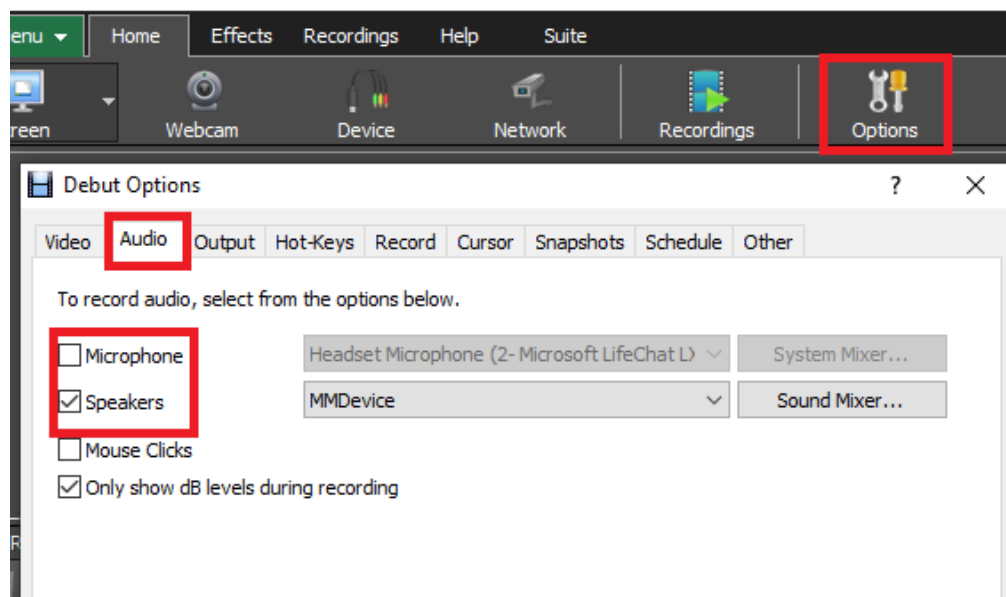 enu Home Effects Recordings Help Suite
reen Webcam Device Network Recordings Options
Debut Options ?
Video Audio Output Hot-Keys Record Cursor Snapshots Schedule Other
To record audio, select from the options below.
Microphone Headset Microphone (2- Microsoft LifeChat LX System Mixer...
Speakers MMDevice Sound Mixer...
Mouse Clicks
Only show dB levels during recording
R